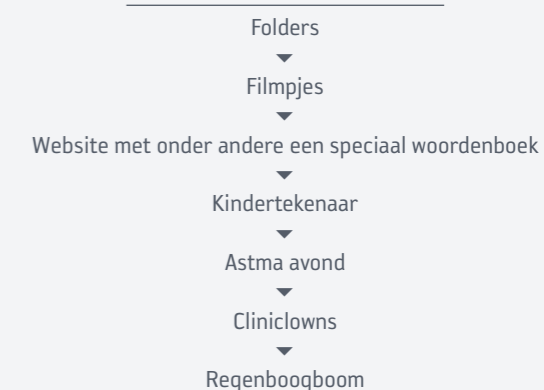 Folders
Filmpjes
Website met onder andere een speciaal woordenboek
Kindertekenaar
Astma avond
Cliniclowns
Regenboogboom